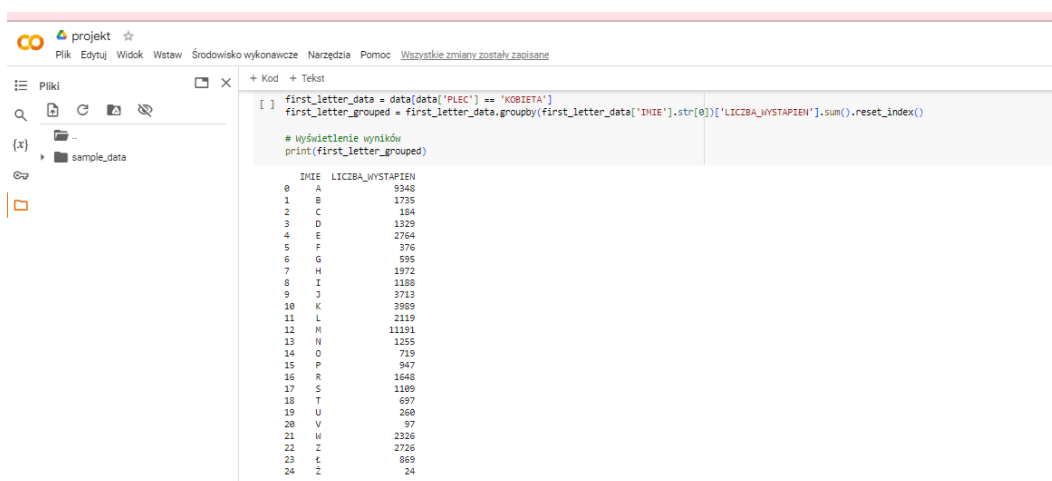 projekt
Plik Edytuj Widok Wstaw Środowisko wykonawcze Narzędzia Pomoc Wszystkie zmiany zostały zapisane
Pliki
..
sample_data
{x}
+ Kod + Tekst
[ ] first_letter_data = data[data['PLEC'] == 'KOBIETA']
first_letter_grouped = first_letter_data.groupby(first_letter_data['IMIE'].str[0])['LICZBA_WYSTAPIEN'].sum().reset_index()
# Wyświetlenie wyników
print(first_letter_grouped)
IMIE LICZBA_WYSTAPIEN
0 A 9348
1 B 1735
2 C 184
3 D 1329
4 E 2764
5 F 376
6 G 595
7 H 1972
8 I 1188
9 J 3713
10 K 3989
11 L 2119
12 M 11191
13 N 1255
14 O 719
15 P 947
16 R 1648
17 S 1109
18 T 697
19 U 260
20 V 97
21 W 2326
22 Z 2726
23 Ł 869
24 Ż 24